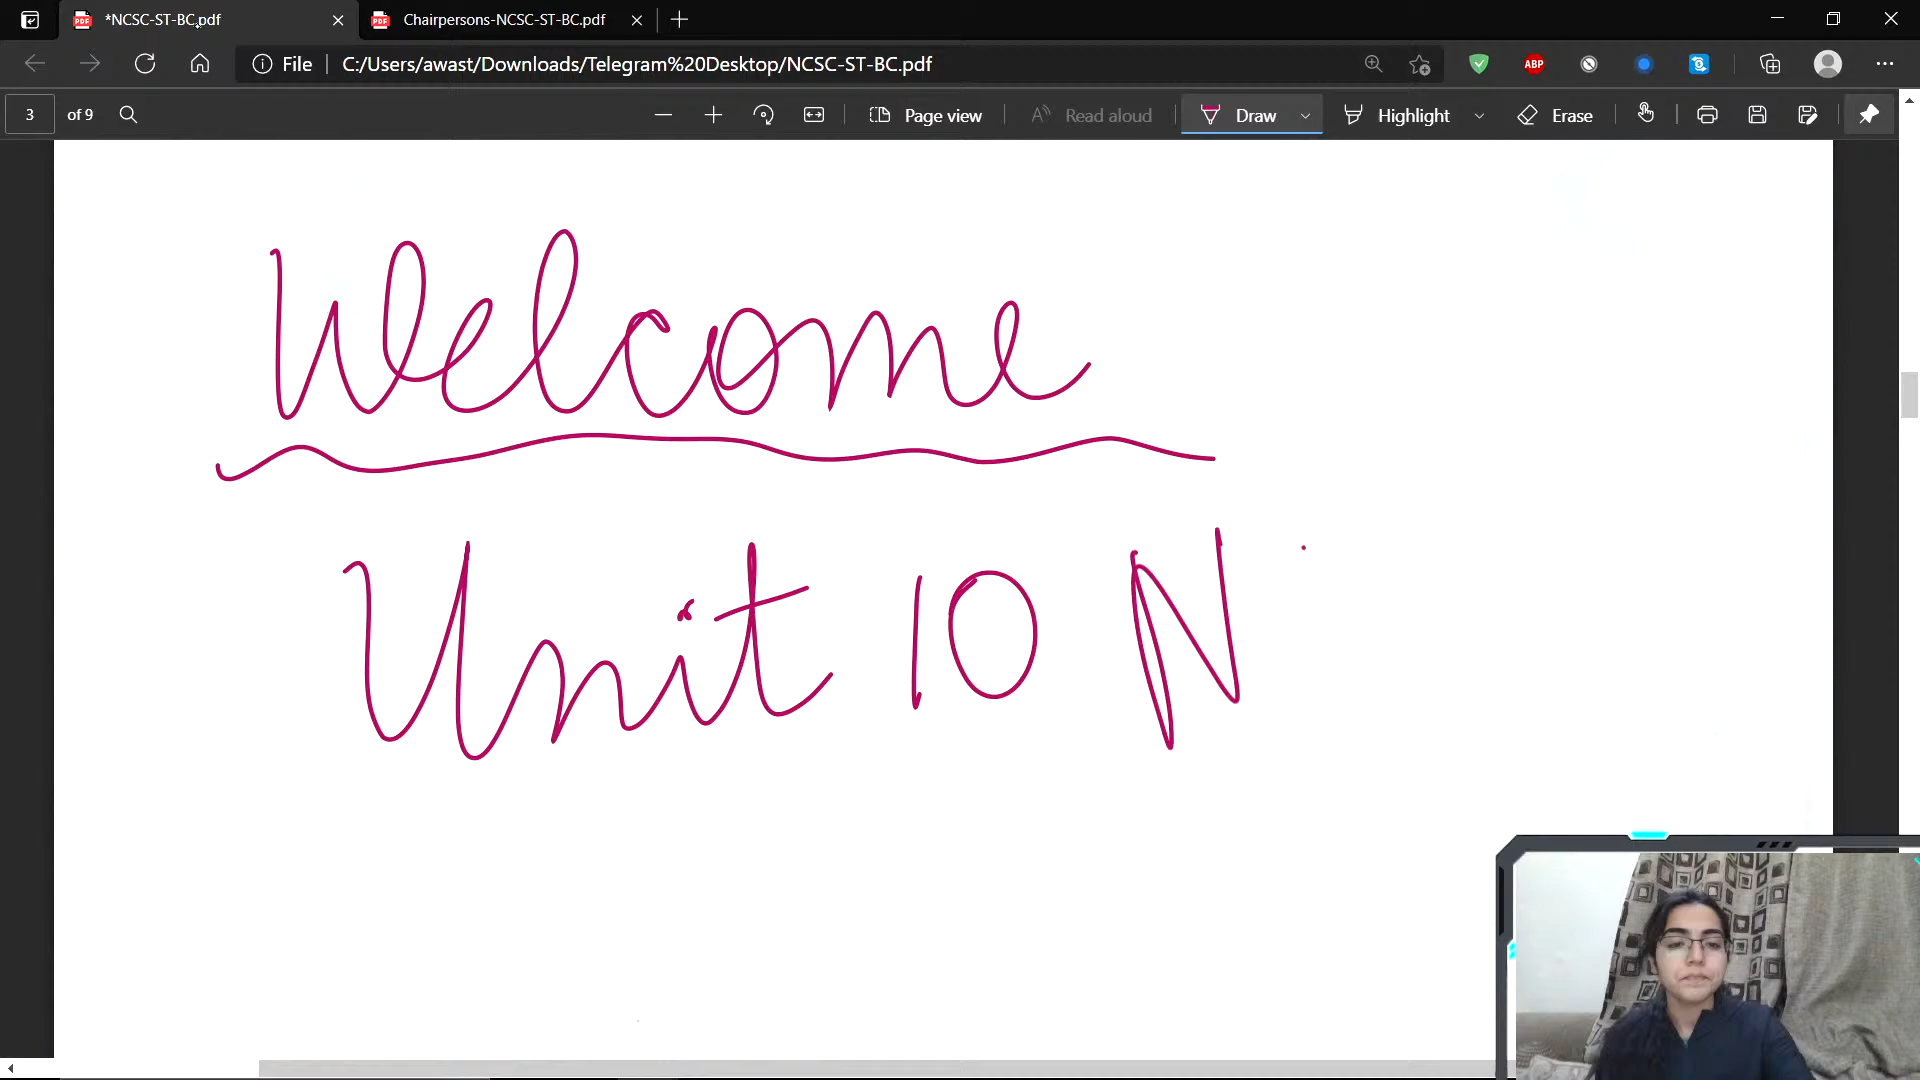 *NCSC-ST-BC.pdf
Chairpersons-NCSC-ST-BC.pdf
File
C:/Users/awast/Downloads/Telegram%20Desktop/NCSC-ST-BC.pdf
ABP
3 of 9
Page view
Read aloud
Draw
Highlight
Erase
Welcome
Unit 10 N